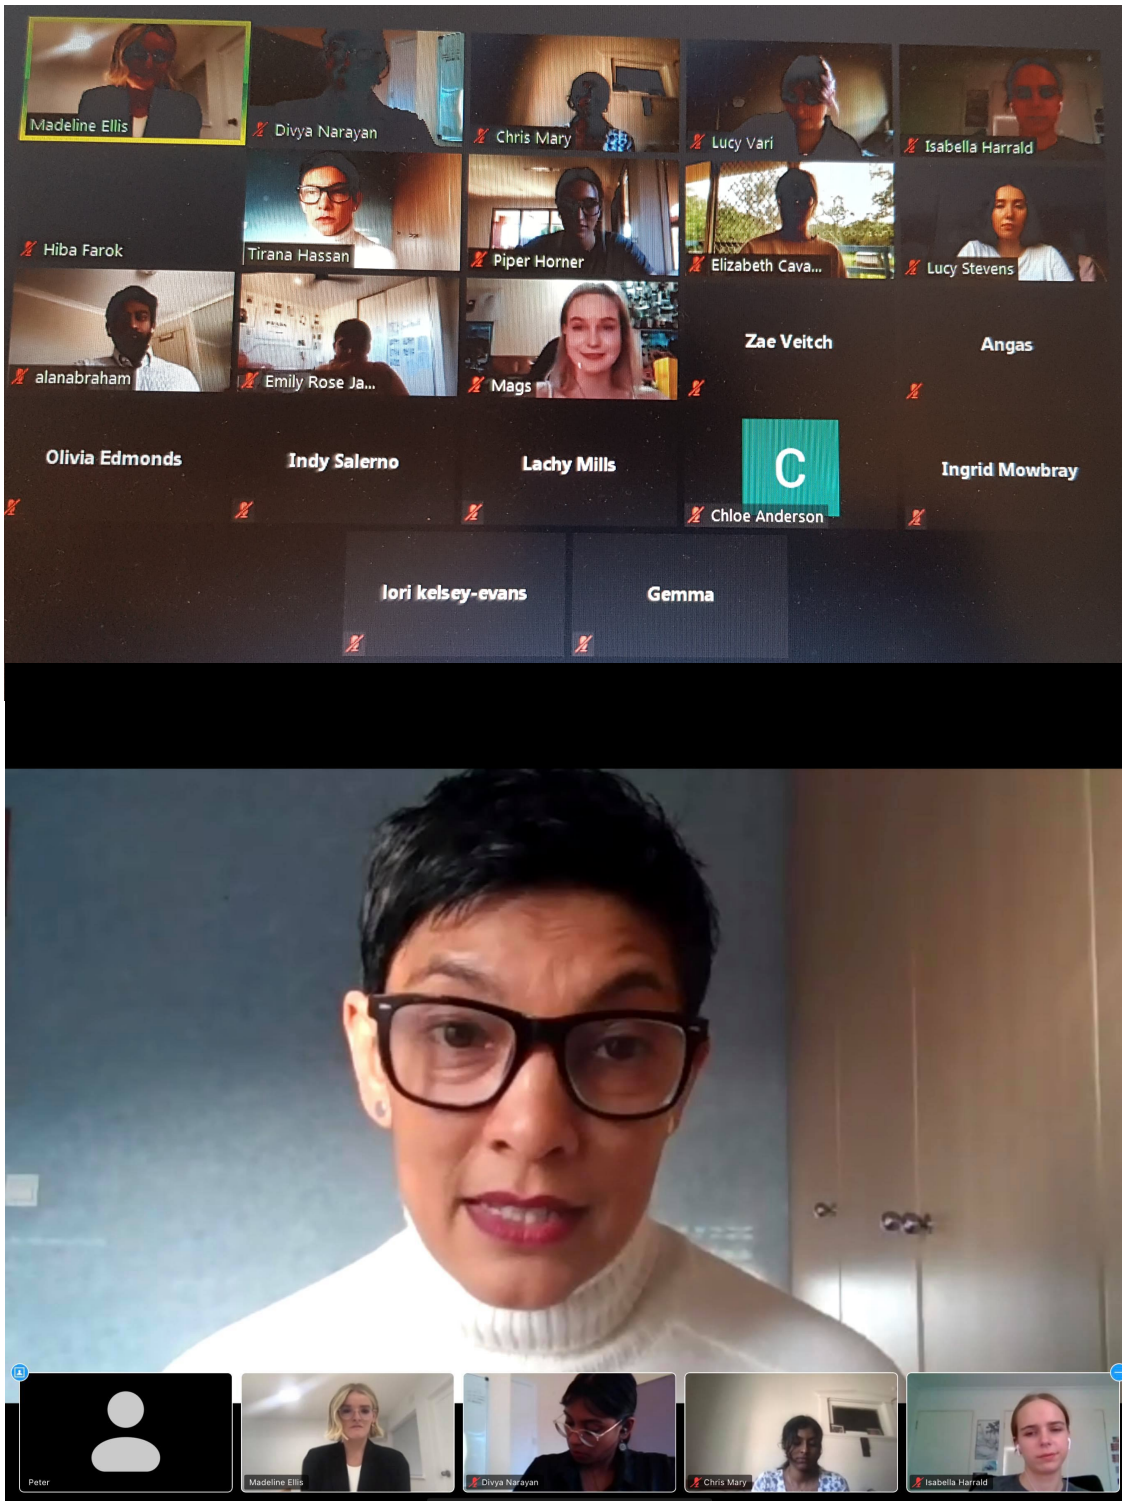 Madeline Ellis
Divya Narayan
Chris Mary
Lucy Vari
Isabella Harrald
Hiba Farok
Tirana Hassan
Piper Horner
Elizabeth Cava...
Lucy Stevens
alanabraham
Emily Rose Ja...
Mags
Zae Veitch
Angas
Olivia Edmonds
Indy Salerno
Lachy Mills
C
Chloe Anderson
Ingrid Mowbray
lori kelsey-evans
Gemma
Peter
Madeline Ellis
Divya Narayan
Chris Mary
Isabella Harrald